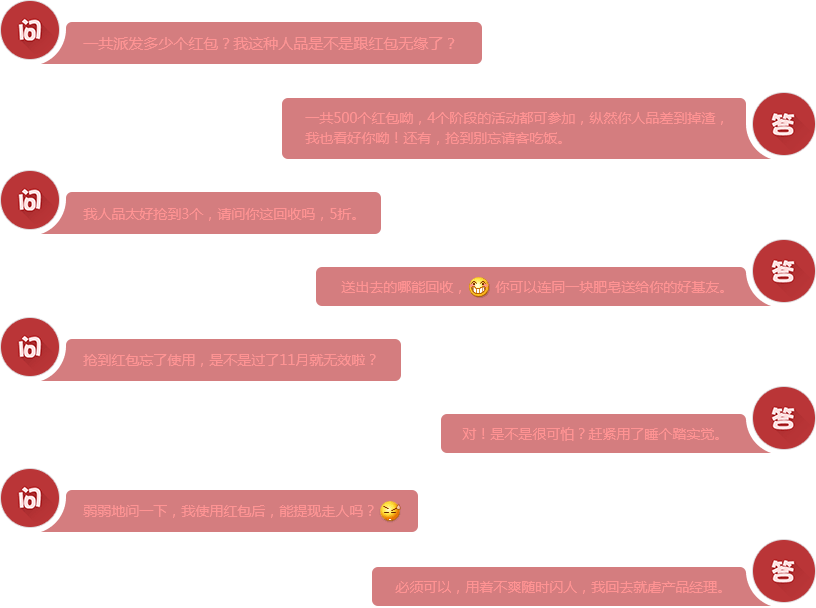 问
一共派发多少个红包？我这种人品是不是跟红包无缘了？
答
一共500个红包呦，4个阶段的活动都可参加，纵然你人品差到掉渣，
我也看好你呦！还有，抢到别忘请客吃饭。
问
我人品太好抢到3个，请问你这回收吗，5折。
答
送出去的哪能回收，你可以连同一块肥皂送给你的好基友。
问
抢到红包忘了使用，是不是过了11月就无效啦？
答
对！是不是很可怕？赶紧用了睡个踏实觉。
问
弱弱地问一下，我使用红包后，能提现走人吗？
答
必须可以，用着不爽随时闪人，我回去就虐产品经理。